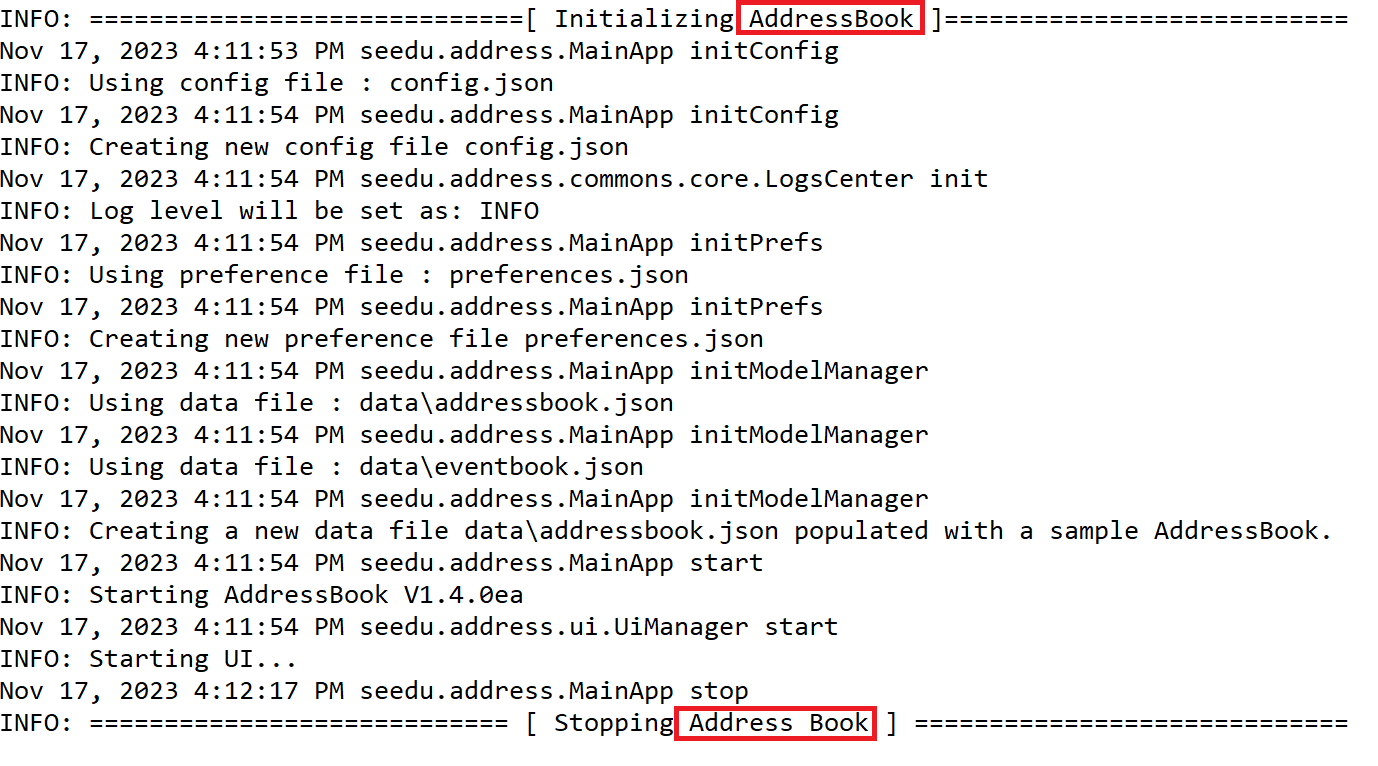 INFO: =============================[ Initializing AddressBook ]===========================
Nov 17, 2023 4:11:53 PM seedu.address.MainApp initConfig
INFO: Using config file : config.json
Nov 17, 2023 4:11:54 PM seedu.address.MainApp initConfig
INFO: Creating new config file config.json
Nov 17, 2023 4:11:54 PM seedu.address.commons.core.LogsCenter init
INFO: Log level will be set as: INFO
Nov 17, 2023 4:11:54 PM seedu.address.MainApp initPrefs
INFO: Using preference file : preferences.json
Nov 17, 2023 4:11:54 PM seedu.address.MainApp initPrefs
INFO: Creating new preference file preferences.json
Nov 17, 2023 4:11:54 PM seedu.address.MainApp initModelManager
INFO: Using data file : data\addressbook.json
Nov 17, 2023 4:11:54 PM seedu.address.MainApp initModelManager
INFO: Using data file : data\eventbook.json
Nov 17, 2023 4:11:54 PM seedu.address.MainApp initModelManager
INFO: Creating a new data file data\addressbook.json populated with a sample AddressBook.
Nov 17, 2023 4:11:54 PM seedu.address.MainApp start
INFO: Starting AddressBook V1.4.0ea
Nov 17, 2023 4:11:54 PM seedu.address.ui.UiManager start
INFO: Starting UI...
Nov 17, 2023 4:12:17 PM seedu.address.MainApp stop
INFO: ============================ [ Stopping Address Book ] =============================